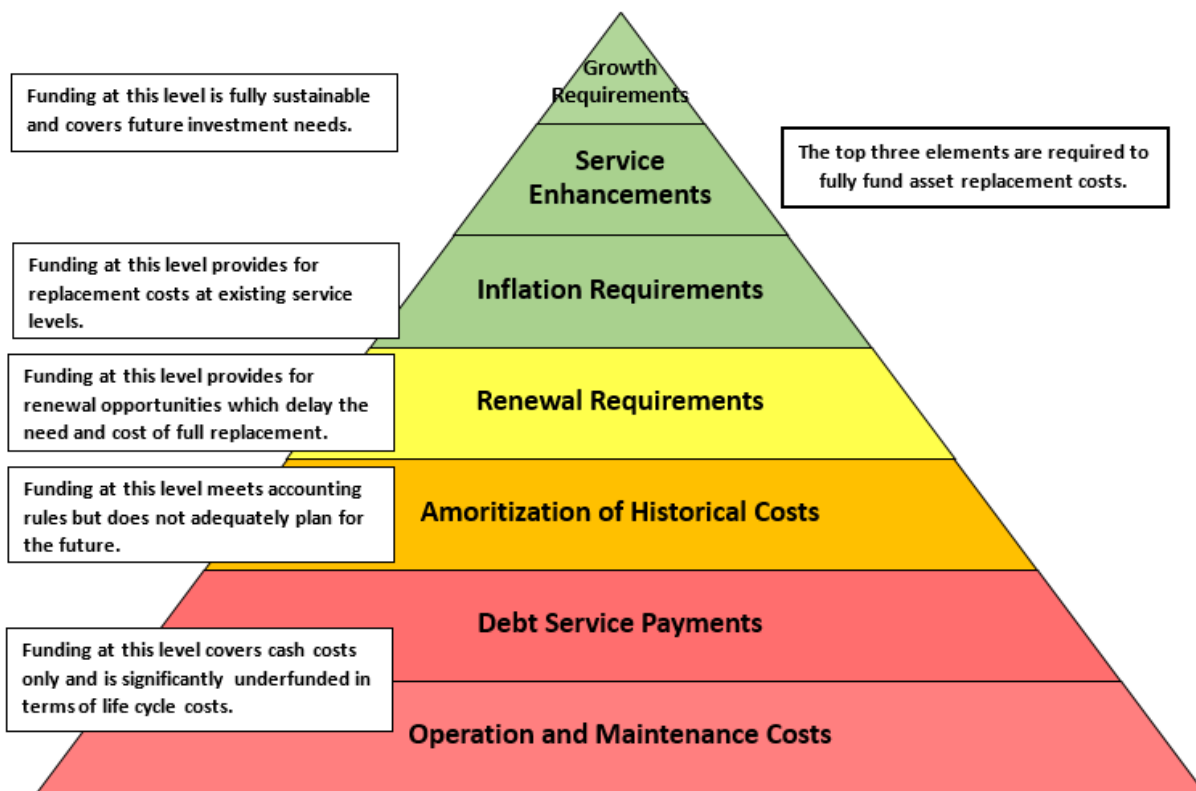 Growth
Requirements
Funding at this level is fully sustainable
and covers future investment needs.
Service
Enhancements
The top three elements are required to
fully fund asset replacement costs.
Funding at this level provides for
replacement costs at existing service
levels.
Inflation Requirements
Funding at this level provides for
renewal opportunities which delay the
need and cost of full replacement.
Renewal Requirements
Funding at this level meets accounting
rules but does not adequately plan for
the future.
Amoritization of Historical Costs
Debt Service Payments
Funding at this level covers cash costs
only and is significantly underfunded in
terms of life cycle costs.
Operation and Maintenance Costs